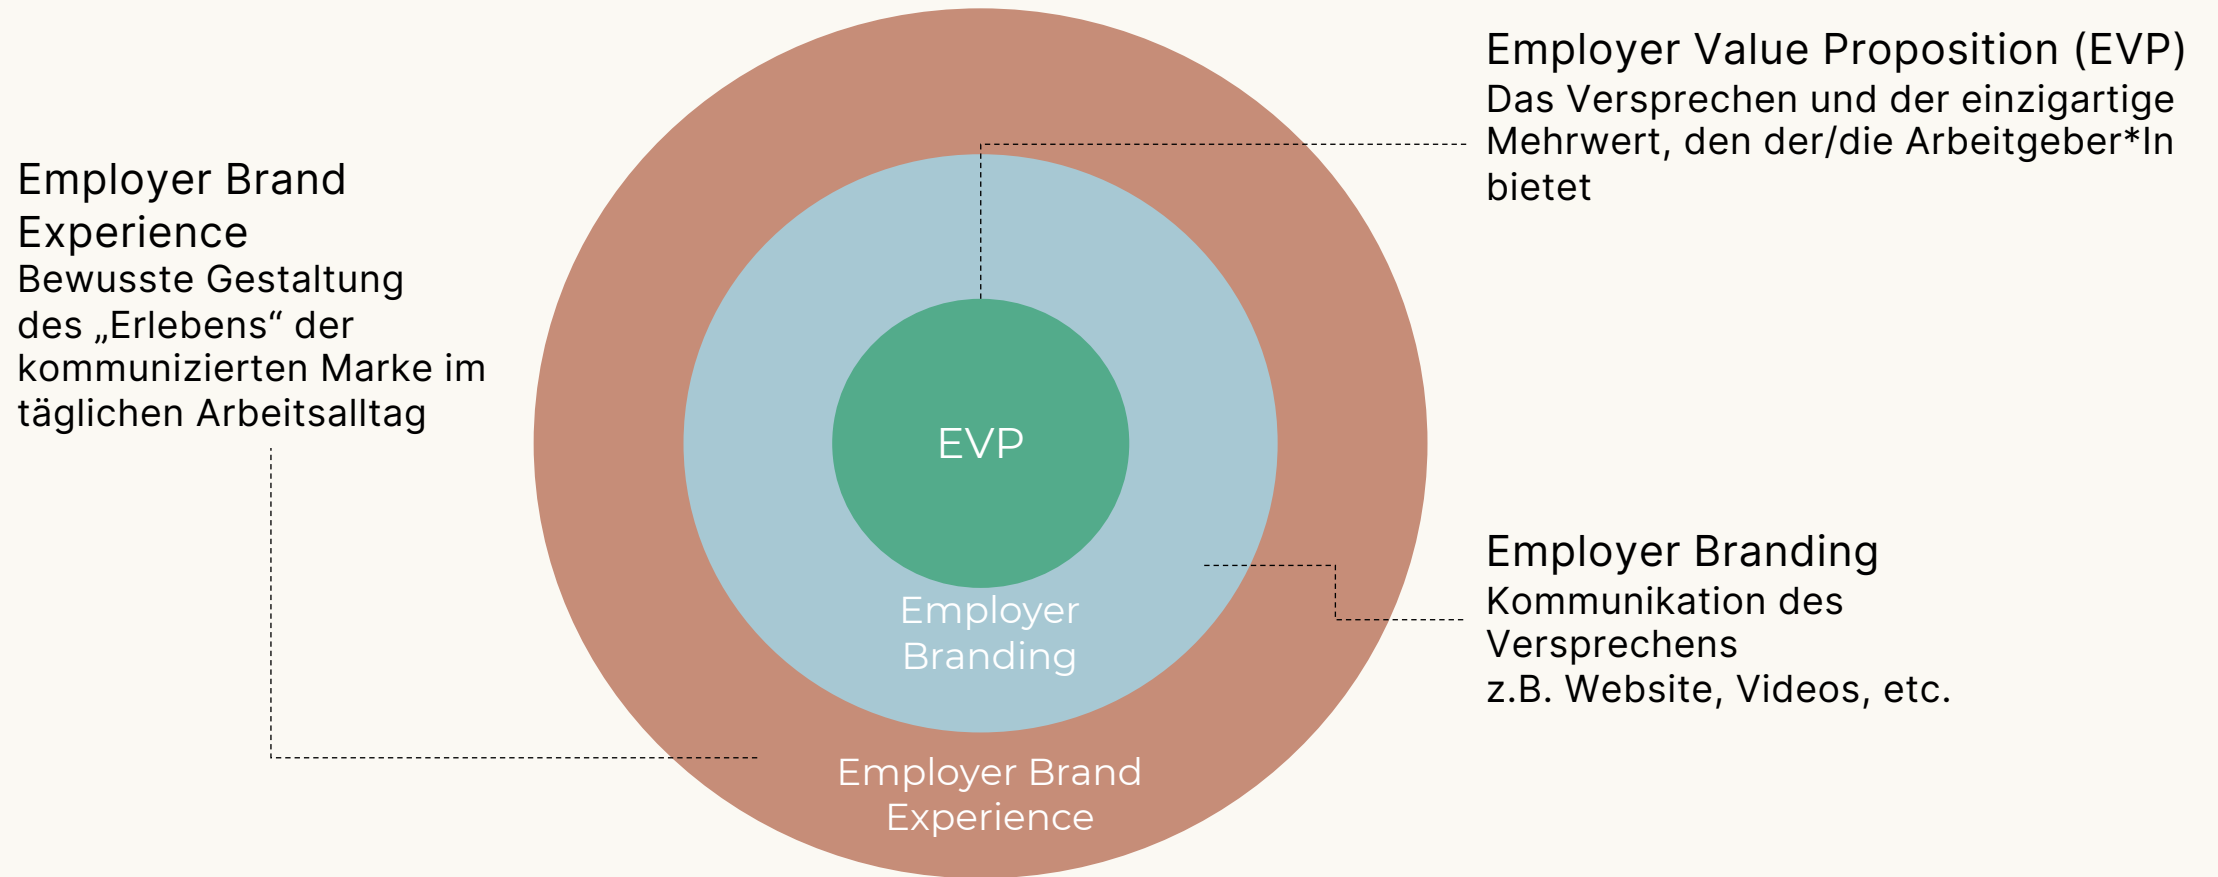 Employer Brand
Experience
Bewusste Gestaltung
des „Erlebens“ der
kommunizierten Marke im
täglichen Arbeitsalltag
EVP
Employer
Branding
Employer Brand
Experience
Employer Value Proposition (EVP)
Das Versprechen und der einzigartige
Mehrwert, den der/die Arbeitgeber*In
bietet
Employer Branding
Kommunikation des
Versprechens
z.B. Website, Videos, etc.